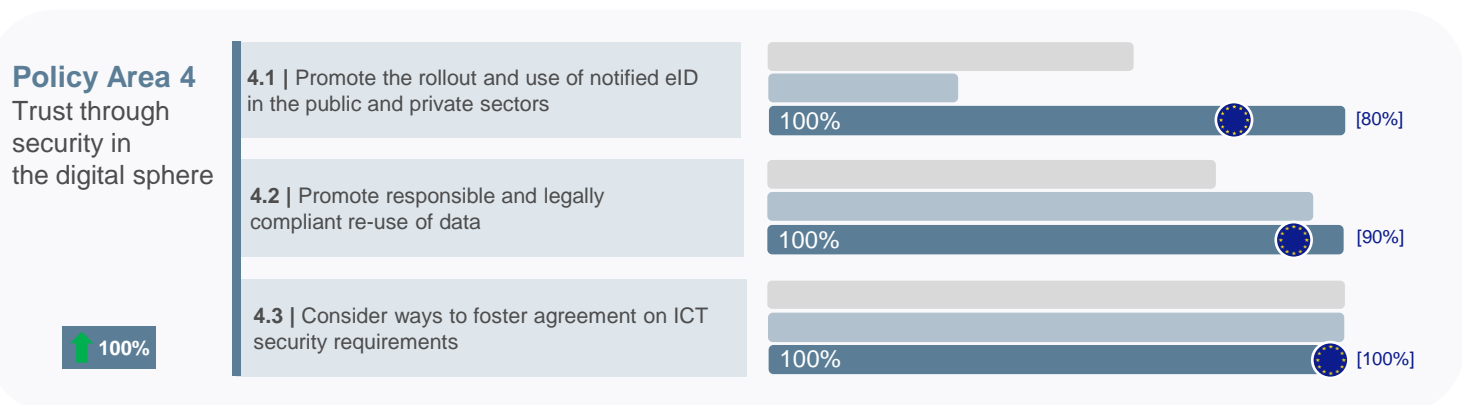 Policy Area 4
Trust through
security in
the digital sphere
100%
4.1 | Promote the rollout and use of notified eID
in the public and private sectors
100%
[80%]
4.2 | Promote responsible and legally
compliant re-use of data
100%
[90%]
4.3 | Consider ways to foster agreement on ICT
security requirements
100%
[100%]